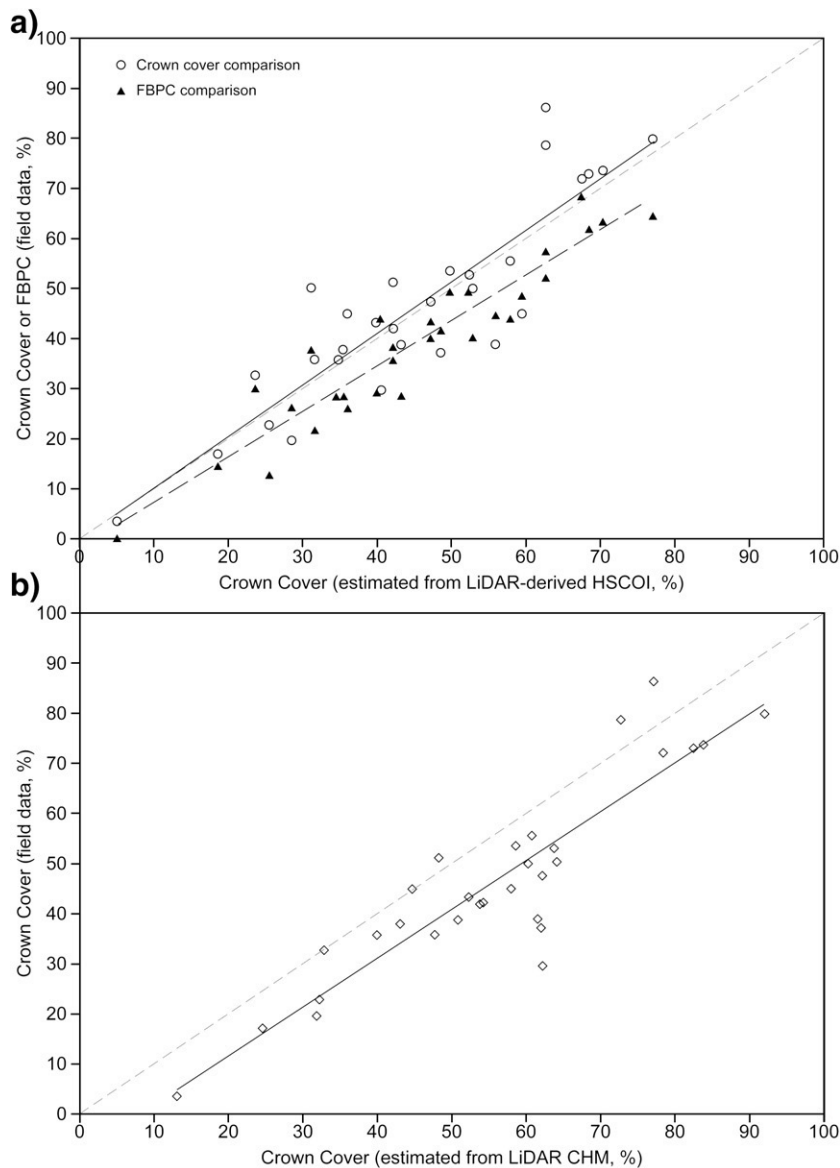 a)
100
90
80
70
60
50
40
30
20
10
0
Crown Cover or FBPC (field data, %)
Crown cover comparison
FBPC comparison
0 10 20 30 40 50 60 70 80 90 100
Crown Cover (estimated from LiDAR-derived HSCOI, %)
b)
100
90
80
70
60
50
40
30
20
10
0
Crown Cover (field data, %)
0 10 20 30 40 50 60 70 80 90 100
Crown Cover (estimated from LiDAR CHM, %)